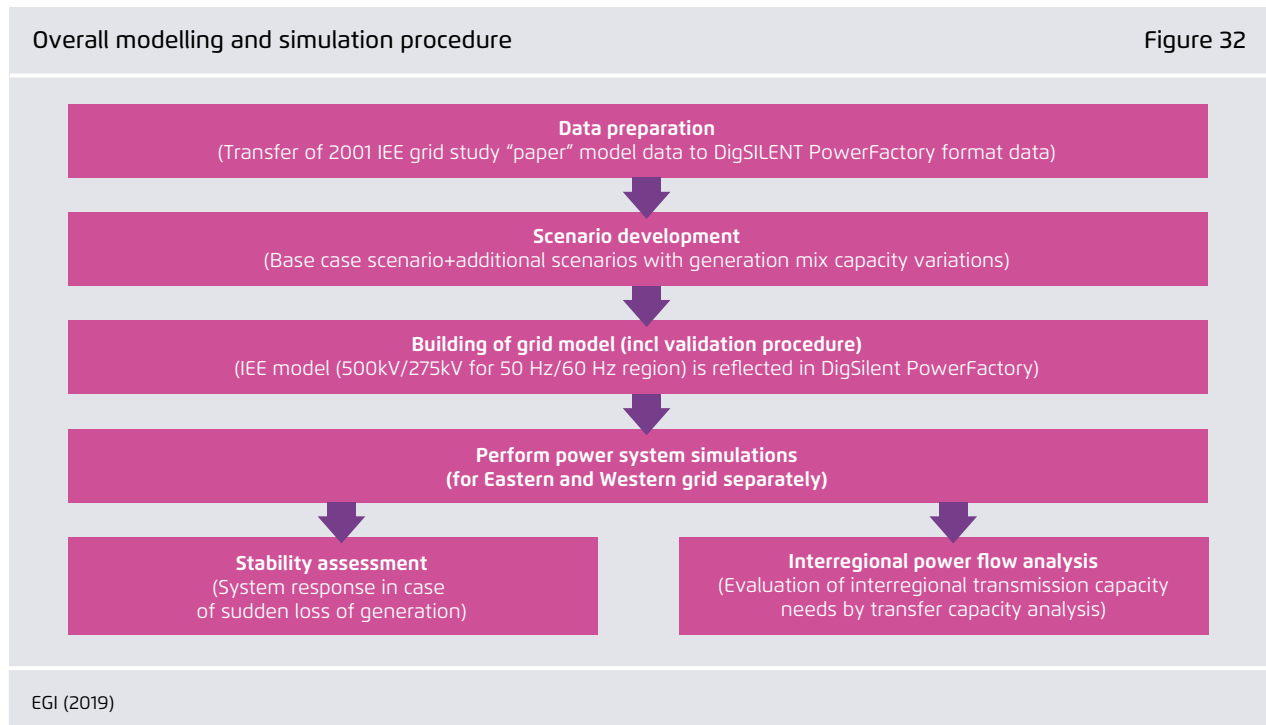 Overall modelling and simulation procedure
Figure 32
Data preparation
(Transfer of 2001 IEE grid study “paper” model data to DigSILENT PowerFactory format data)
Scenario development
(Base case scenario+additional scenarios with generation mix capacity variations)
Building of grid model (incl validation procedure)
(IEE model (500kV/275kV for 50 Hz/60 Hz region) is reflected in DigSilent PowerFactory)
Perform power system simulations
(for Eastern and Western grid separately)
Stability assessment
(System response in case
of sudden loss of generation)
Interregional power flow analysis
(Evaluation of interregional transmission capacity
needs by transfer capacity analysis)
EGI (2019)